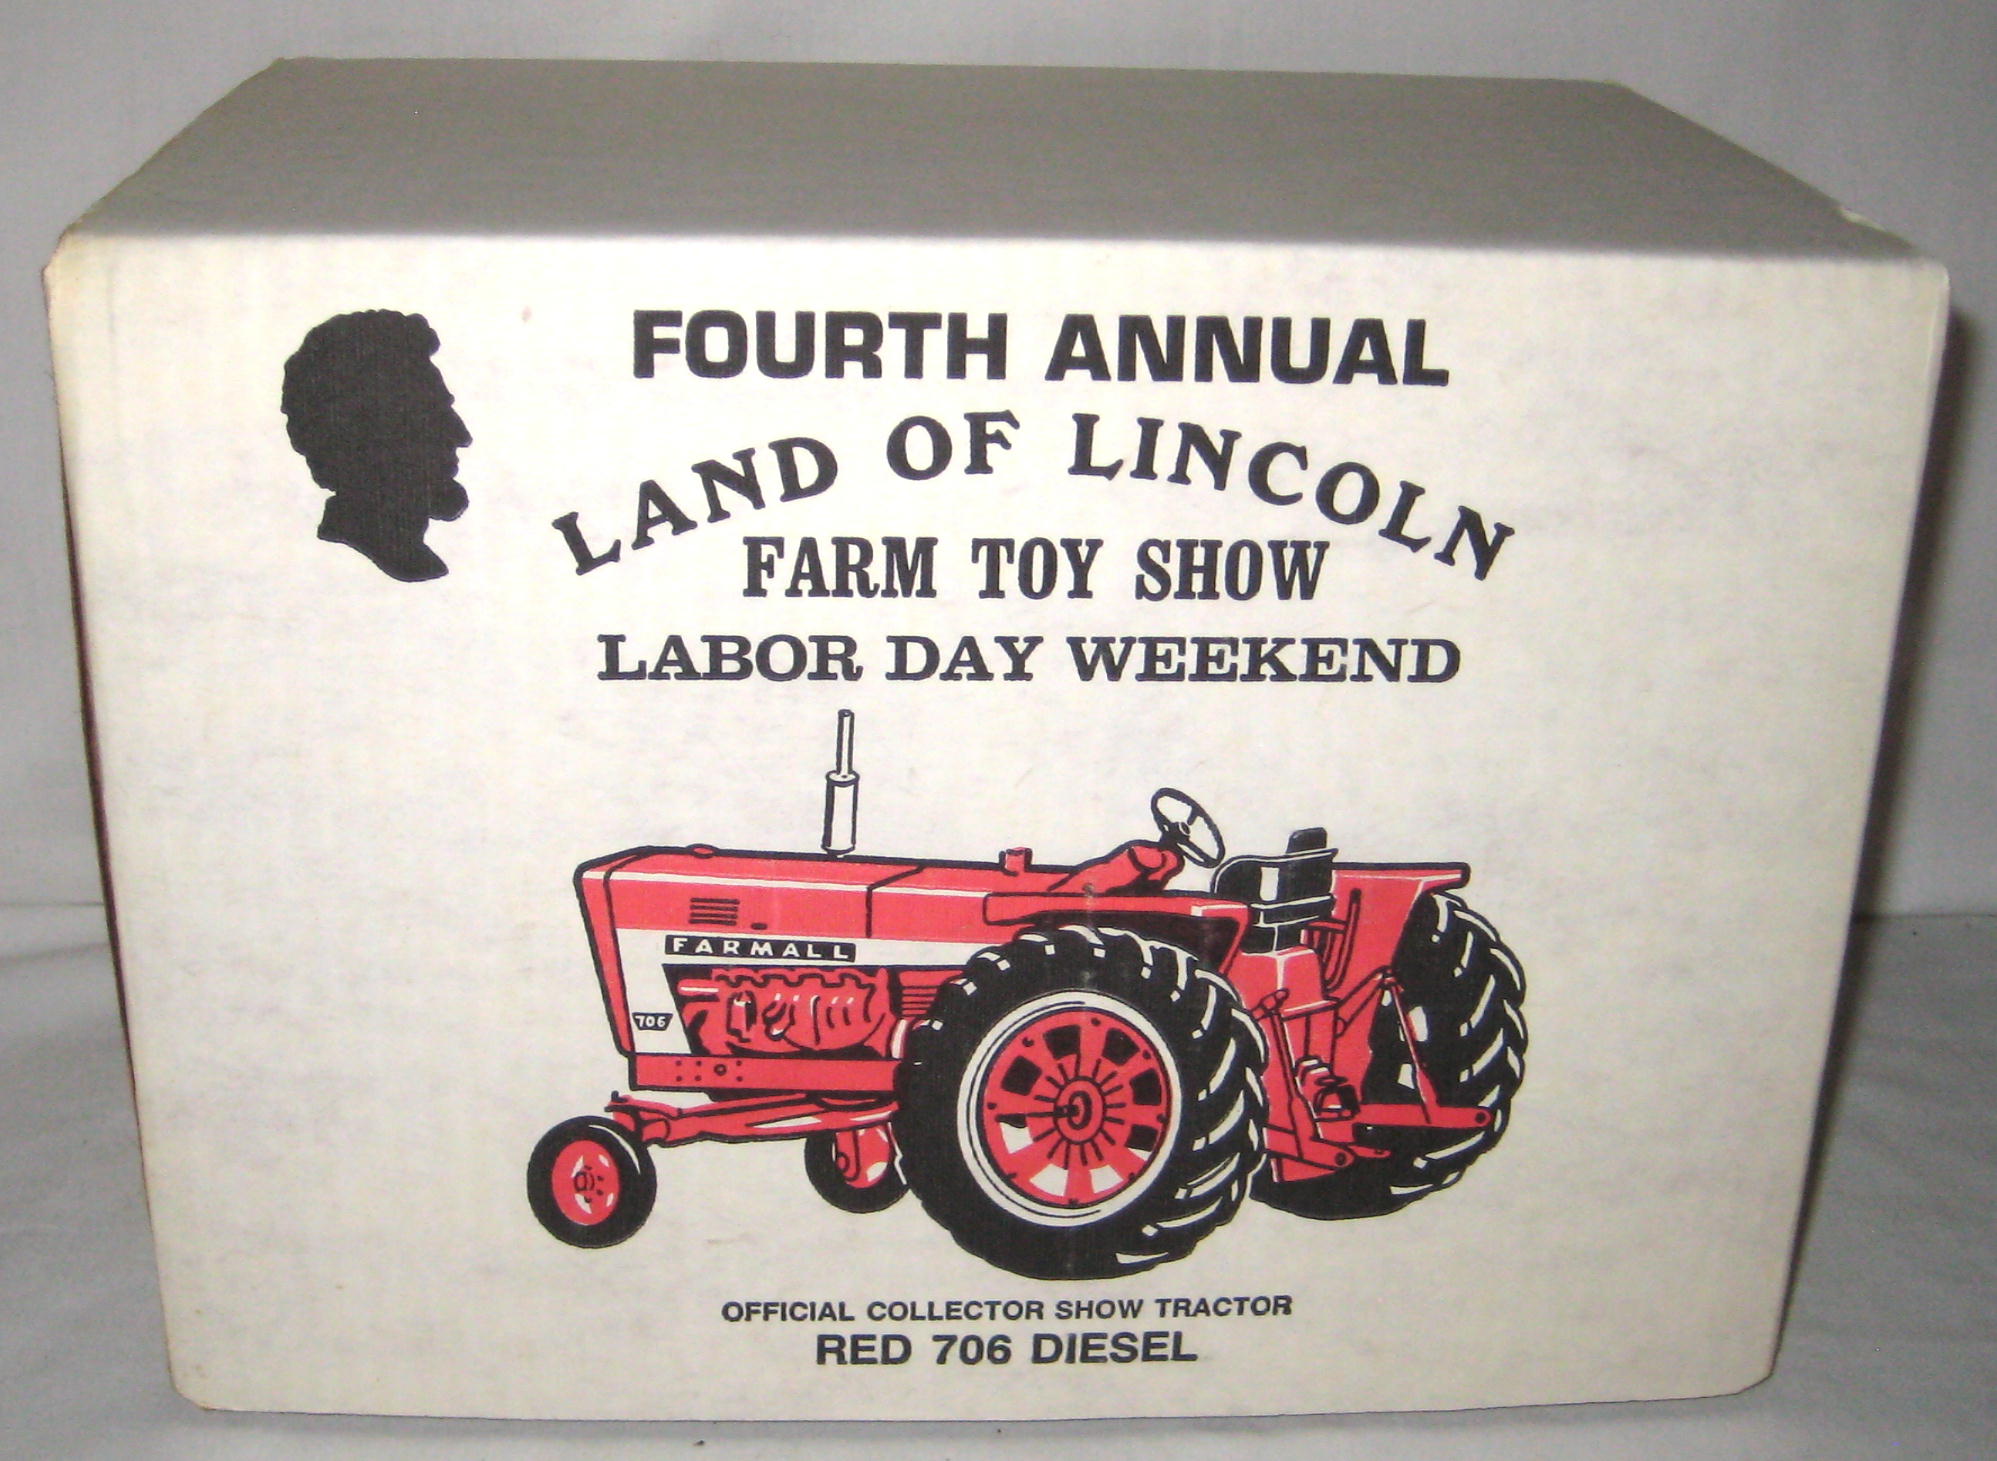 FOURTH ANNUAL
LAND OF LINCOLN
FARM TOY SHOW
LABOR DAY WEEKEND
FARMALL
706
OFFICIAL COLLECTOR SHOW TRACTOR
RED 706 DIESEL